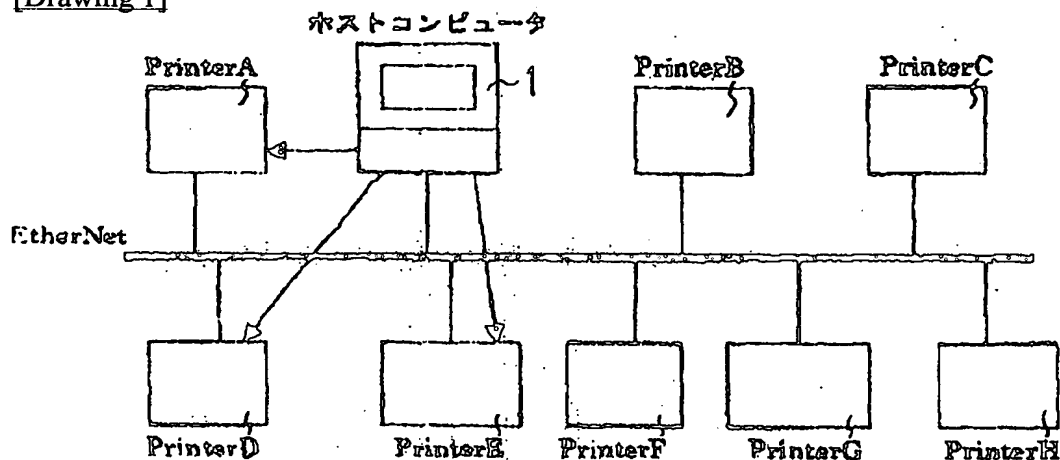 [Drawing 1]
ホストコンピュータ
PrinterA
1
PrinterB
PrinterC
EtherNet
PrinterD
PrinterE
PrinterF
PrinterG
PrinterH